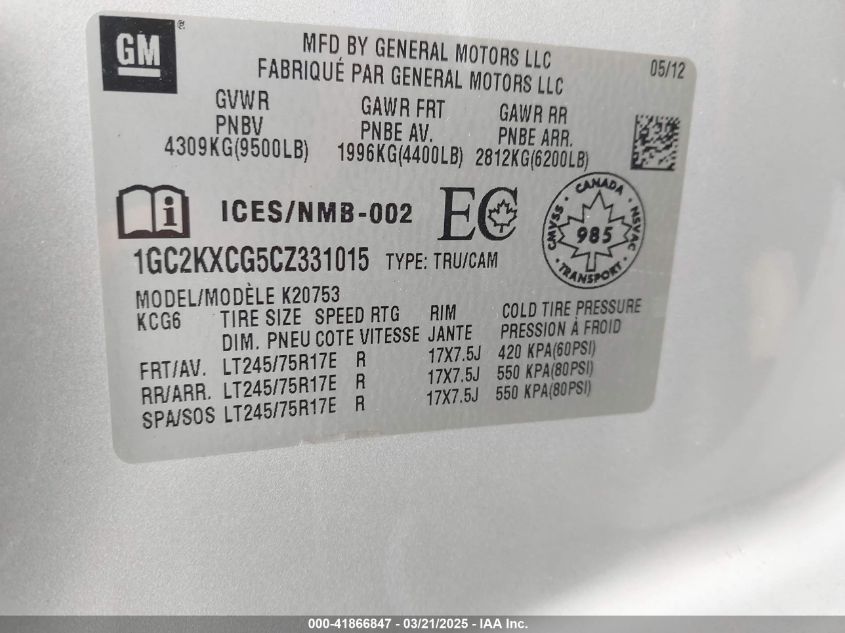 GM ®
MFD BY GENERAL MOTORS LLC
FABRIQUÉ PAR GENERAL MOTORS LLC
05/12
GVWR GAWR FRT GAWR RR
PNBV PNBE AV. PNBE ARR.
4309KG(9500LB) 1996KG(4400LB) 2812KG(6200LB)
i ICES/NMB-002 EC
CANADA
CMVSS 985 NSVAC
TRANSPORT
1GC2KXCG5CZ331015 TYPE: TRU/CAM
MODEL/MODÈLE K20753
KCG6 TIRE SIZE SPEED RTG RIM COLD TIRE PRESSURE
DIM. PNEU COTE VITESSE JANTE PRESSION À FROID
FRT/AV. LT245/75R17E R 17X7.5J 420 KPA(60PSI)
RR/ARR. LT245/75R17E R 17X7.5J 550 KPA(80PSI)
SPA/SOS LT245/75R17E R 17X7.5J 550 KPA(80PSI)
000-41866847 - 03/21/2025 - IAA Inc.